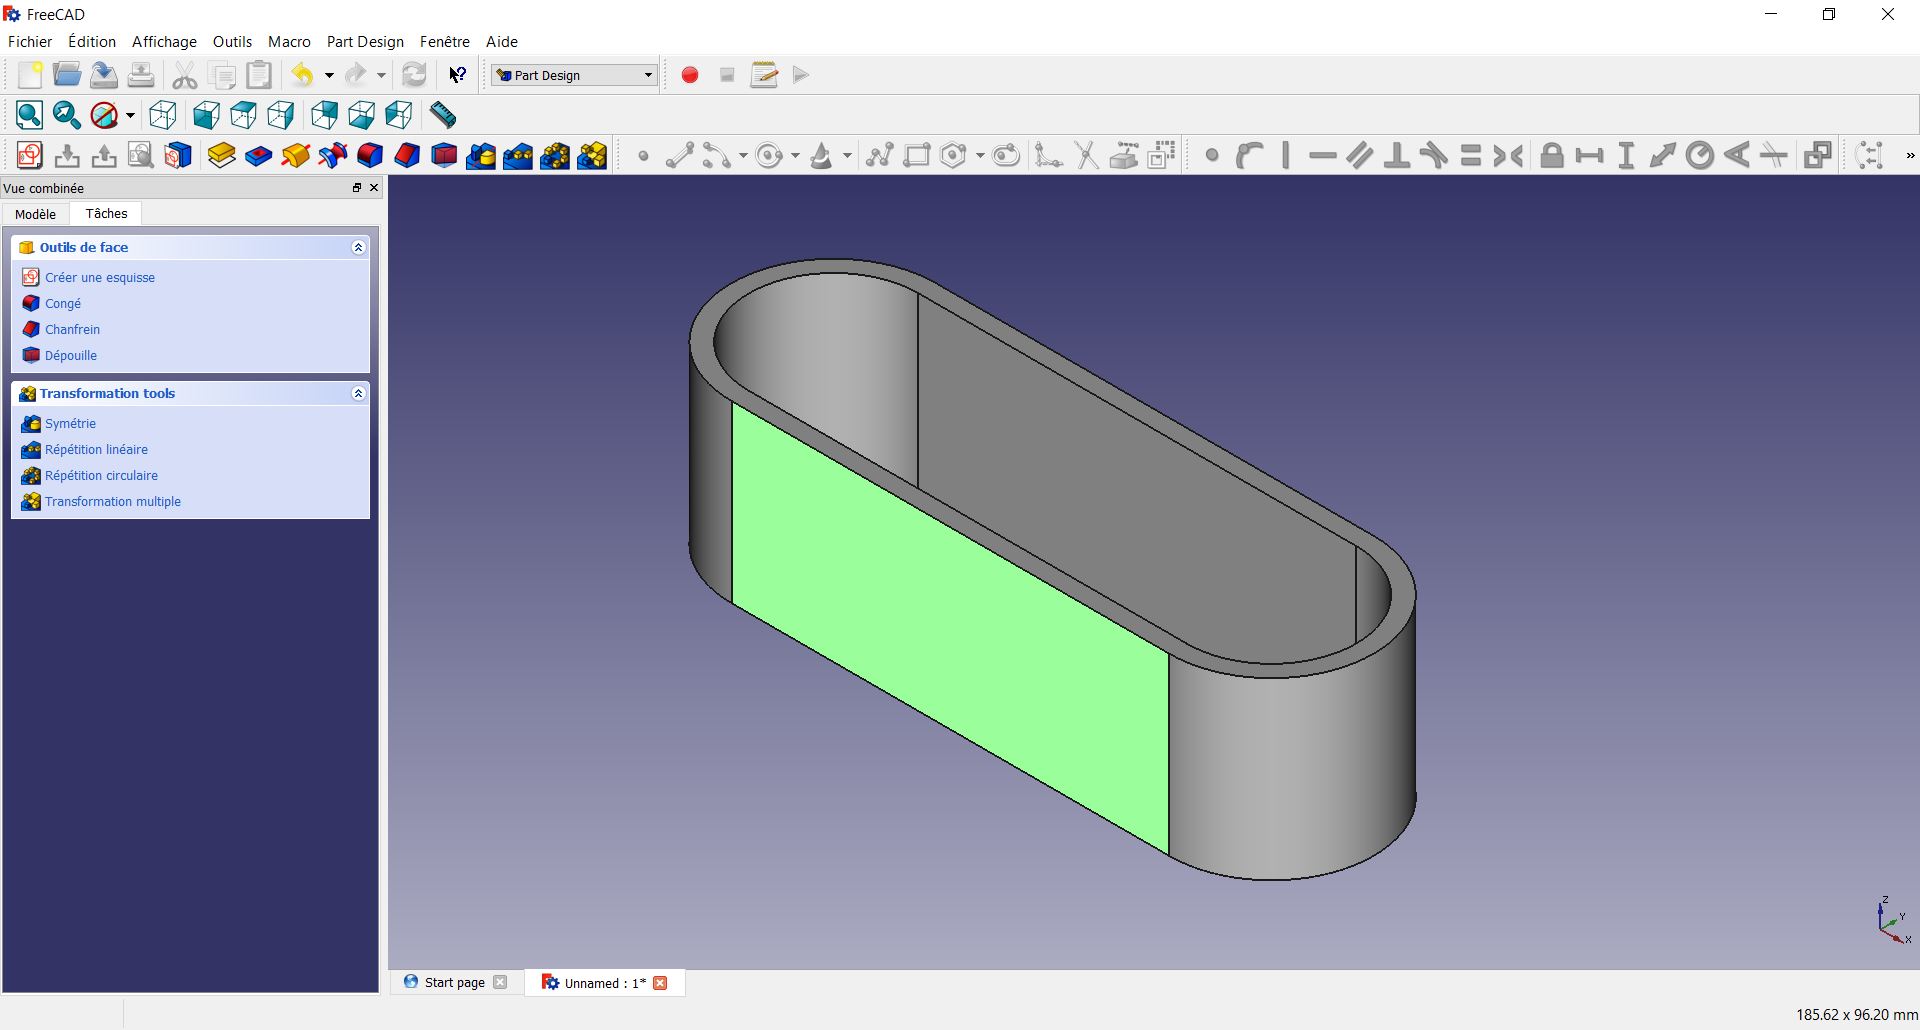 FreeCAD
Fichier Édition Affichage Outils Macro Part Design Fenêtre Aide
Part Design
»
Vue combinée
Modèle Tâches
Outils de face
Créer une esquisse
Congé
Chanfrein
Dépouille
Transformation tools
Symétrie
Répétition linéaire
Répétition circulaire
Transformation multiple
Z
Y
X
Start page Unnamed : 1*
185.62 x 96.20 mm